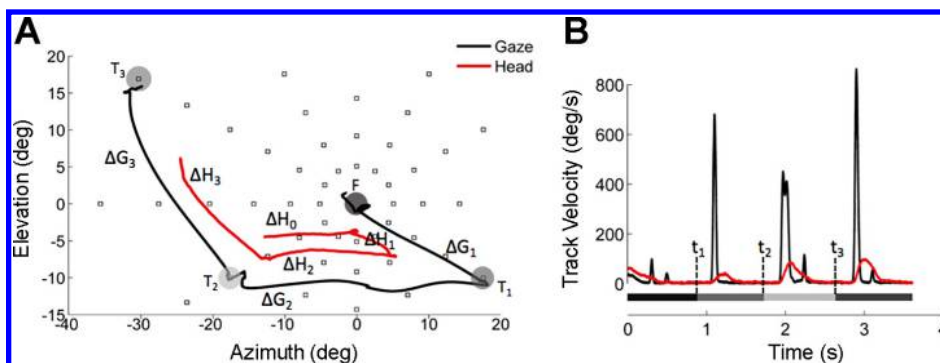 A
Gaze
Head
20
15
10
5
0
-5
-10
-15
Elevation (deg)
-40
-30
-20
-10
0
10
20
Azimuth (deg)
T3
ΔG3
ΔH3
F
ΔH0
ΔH1
ΔG1
ΔH2
T2
ΔG2
T1
B
800
600
400
200
0
Track Velocity (deg/s)
t1
t2
t3
0
1
2
3
Time (s)